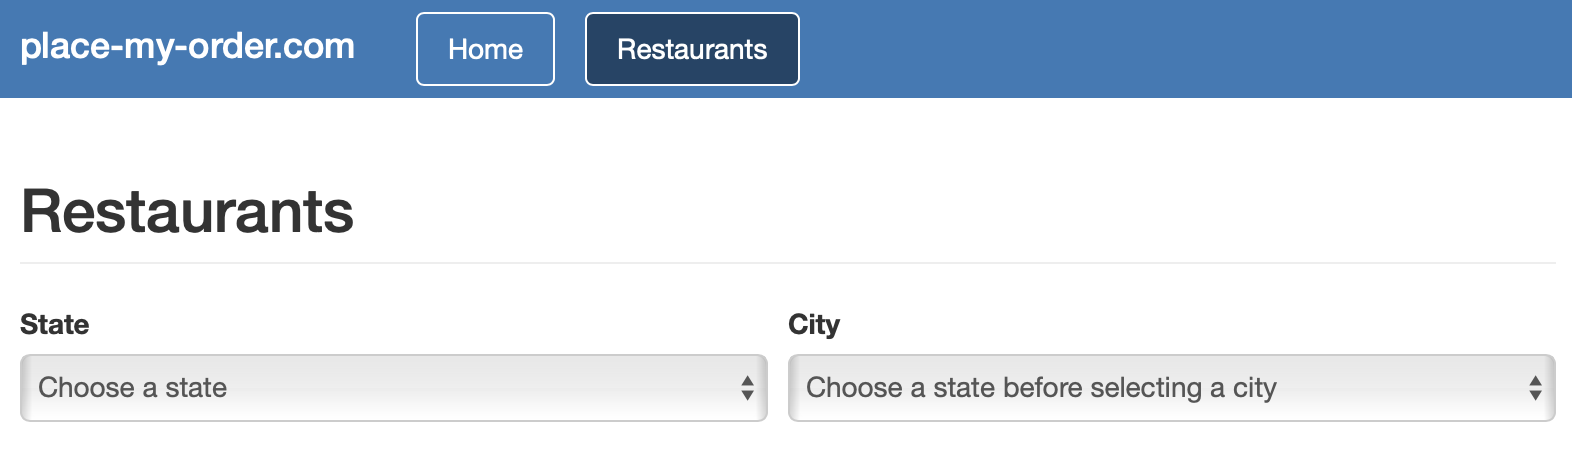 place-my-order.com Home Restaurants
Restaurants
State City
Choose a state Choose a state before selecting a city